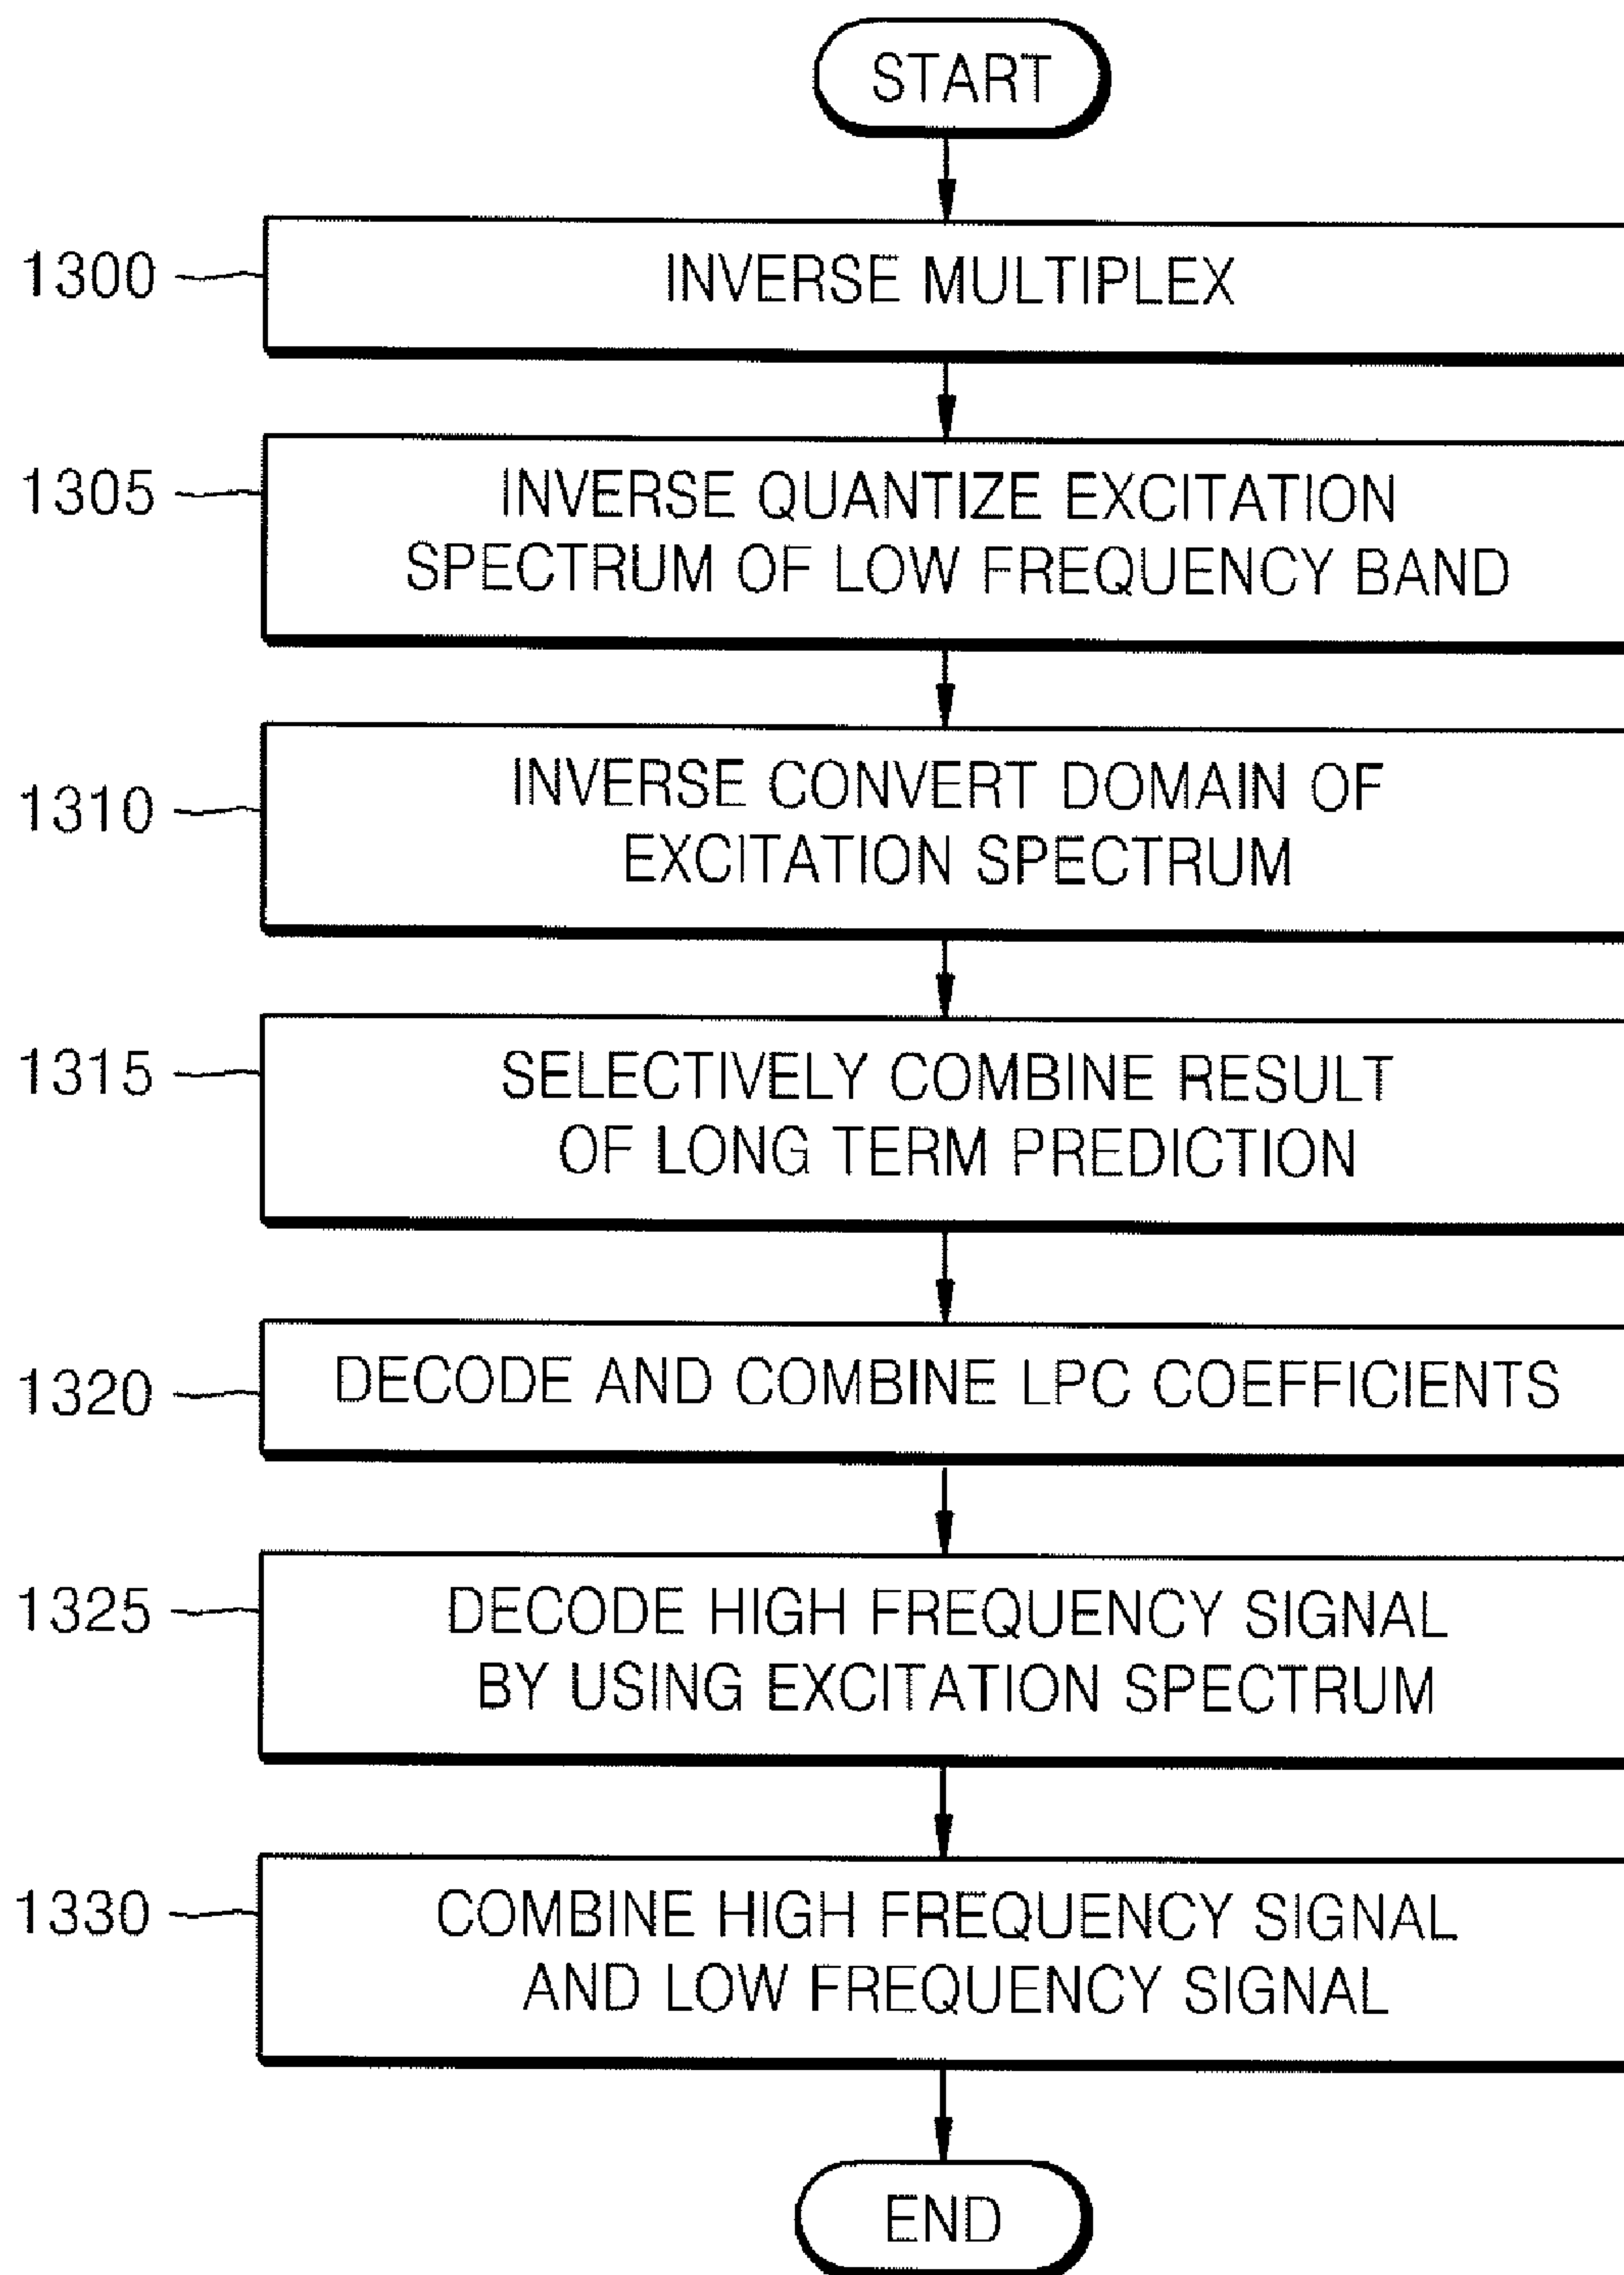 START
1300
INVERSE MULTIPLEX
1305
INVERSE QUANTIZE EXCITATION
SPECTRUM OF LOW FREQUENCY BAND
1310
INVERSE CONVERT DOMAIN OF
EXCITATION SPECTRUM
1315
SELECTIVELY COMBINE RESULT
OF LONG TERM PREDICTION
1320
DECODE AND COMBINE LPC COEFFICIENTS
1325
DECODE HIGH FREQUENCY SIGNAL
BY USING EXCITATION SPECTRUM
1330
COMBINE HIGH FREQUENCY SIGNAL
AND LOW FREQUENCY SIGNAL
END